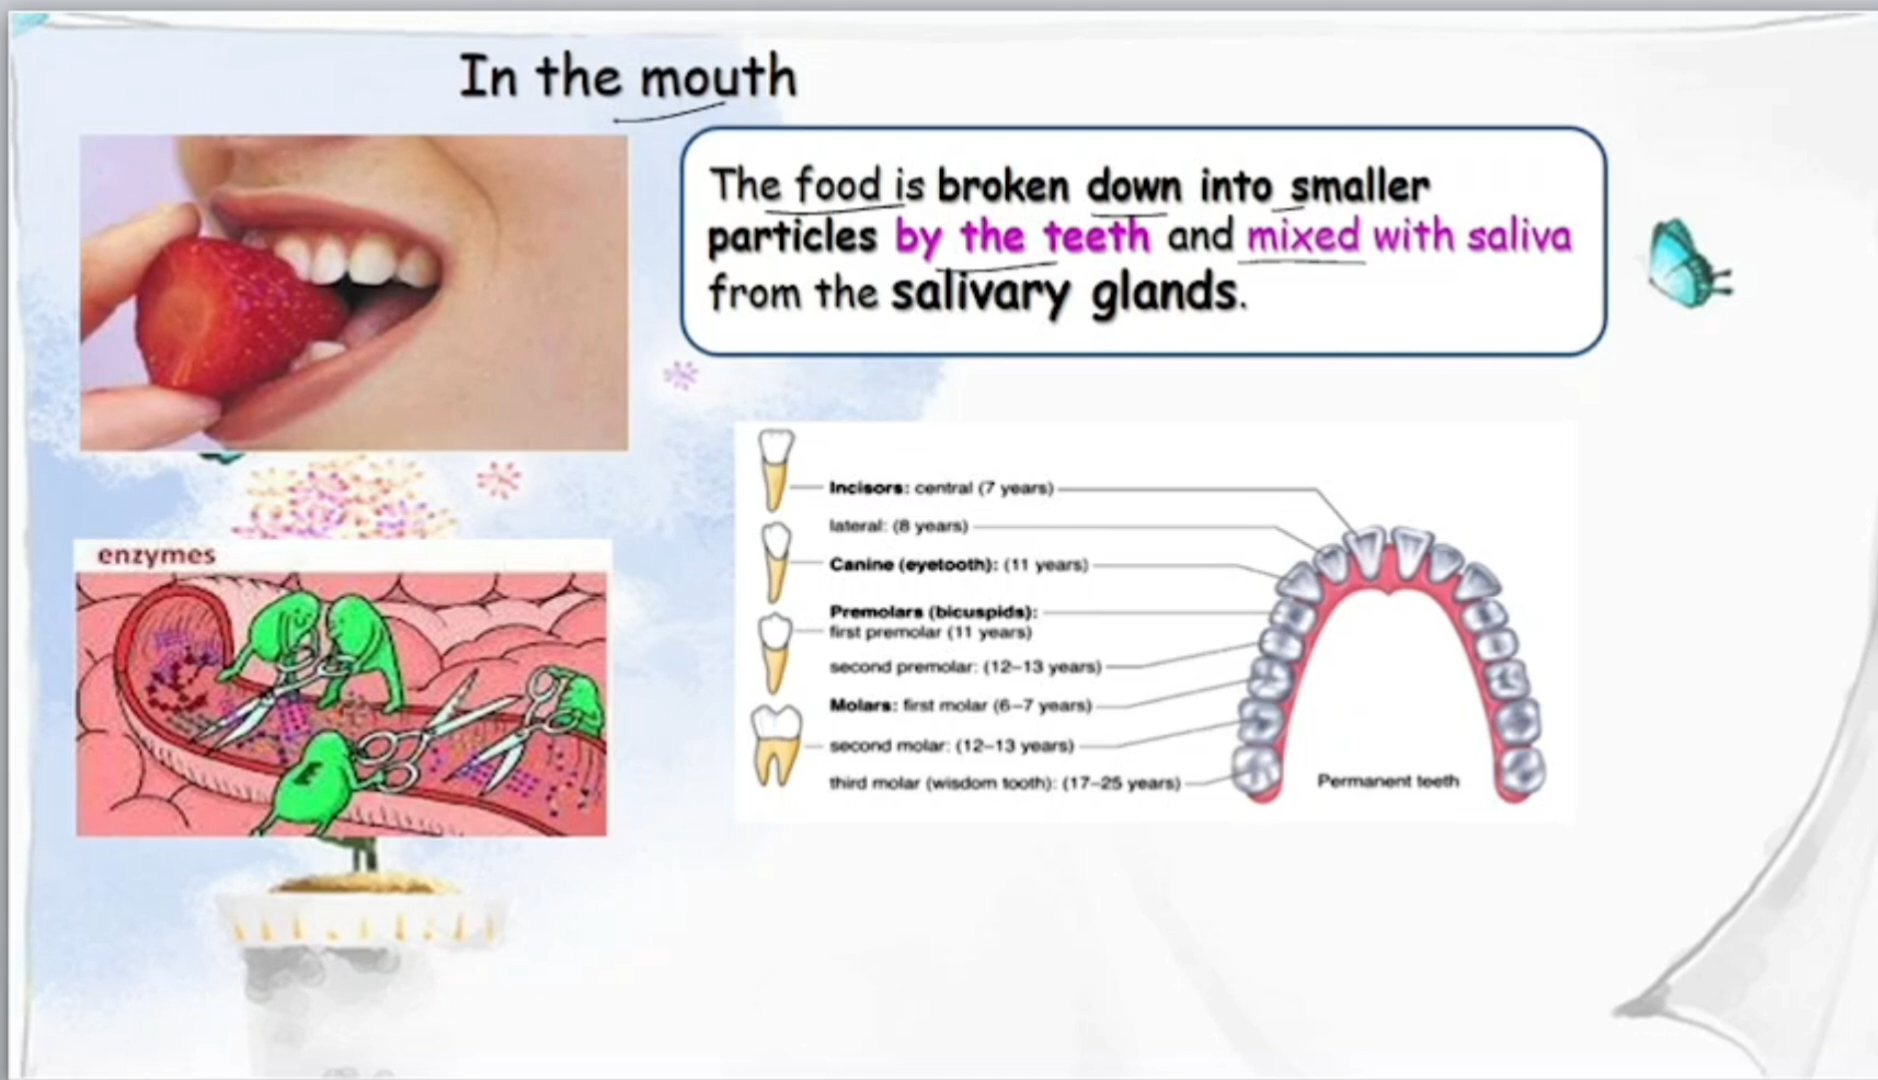 In the mouth
The food is broken down into smaller
particles by the teeth and mixed with saliva
from the salivary glands.
enzymes
Incisors: central (7 years)
lateral: (8 years)
Canine (eyetooth): (11 years)
Premolars (bicuspids):
first premolar (11 years)
second premolar: (12–13 years)
Molars: first molar (6–7 years)
second molar: (12–13 years)
third molar (wisdom tooth): (17–25 years)
Permanent teeth